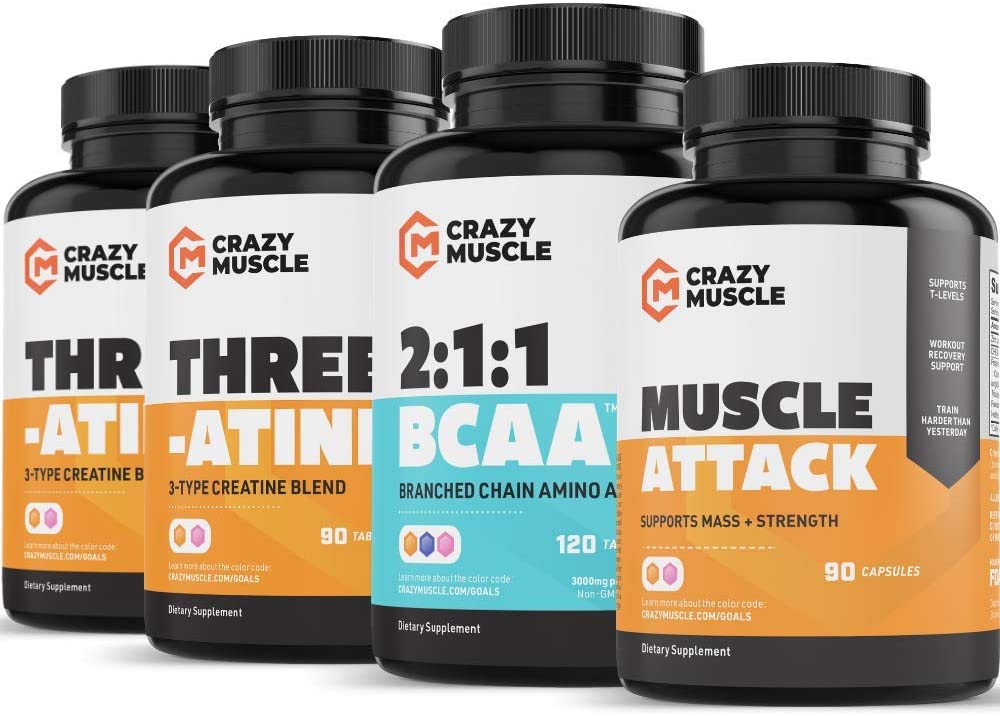 CRAZY
MUSCLE
THR
-ATI
3-TYPE CREATINE B
Learn more about the color code:
CRAZYMUSCLE.COM/GOALS
Dietary Supplement
CRAZY
MUSCLE
THREE
-ATIN
3-TYPE CREATINE BLEND
90 TAB
Learn more about the color code:
CRAZYMUSCLE.COM/GOALS
Dietary Supplement
CRAZY
MUSCLE
2:1:1
BCAA™
BRANCHED CHAIN AMINO A
120 TA
Learn more about the color code:
CRAZYMUSCLE.COM/GOALS
3000mg p
Non-GM
Dietary Supplement
CRAZY
MUSCLE
MUSCLE
ATTACK
SUPPORTS MASS + STRENGTH
90 CAPSULES
Learn more about the color code:
CRAZYMUSCLE.COM/GOALS
Dietary Supplement
SUPPORTS
T-LEVELS
WORKOUT
RECOVERY
SUPPORT
TRAIN
HARDER THAN
YESTERDAY